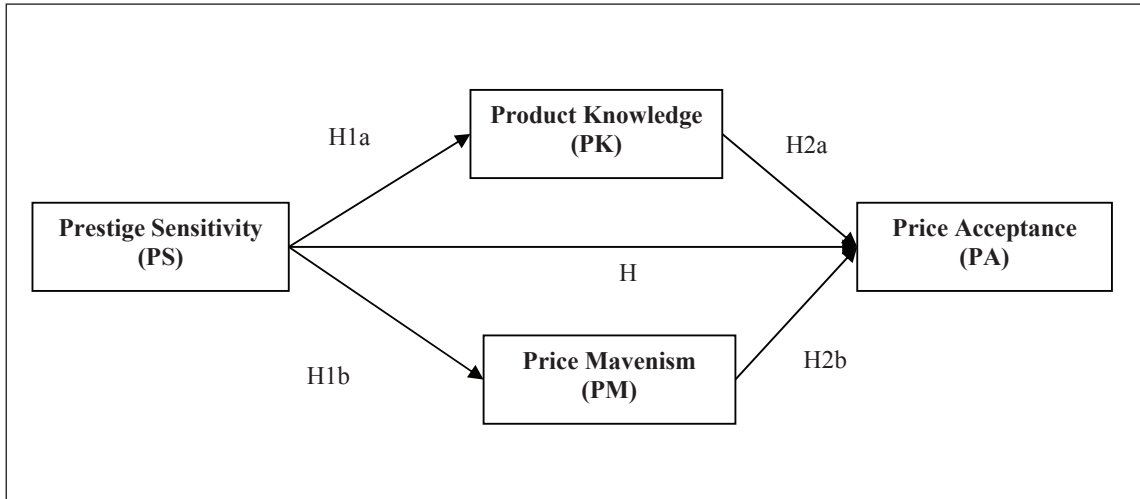 Product Knowledge
(PK)
H1a
H2a
Prestige Sensitivity
(PS)
Price Acceptance
(PA)
H
Price Mavenism
(PM)
H1b
H2b